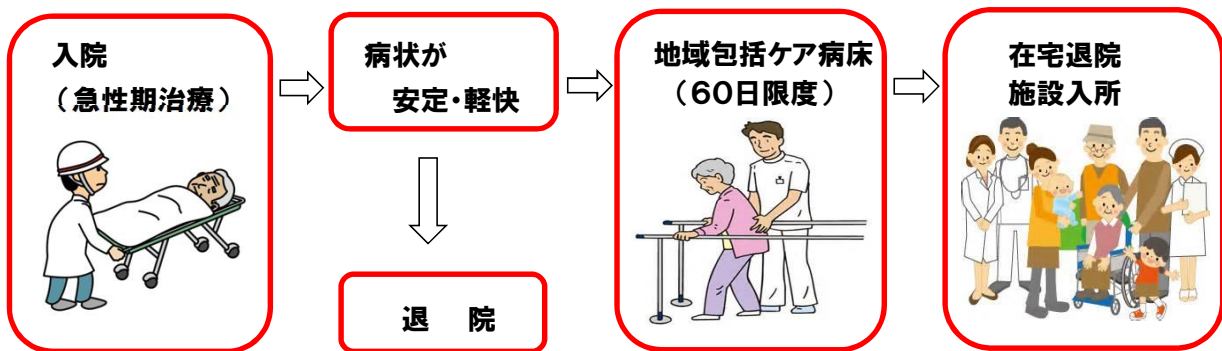 入院
（急性期治療）
病状が
安定・軽快
退　院
地域包括ケア病床
（６０日限度）
在宅退院
施設入所